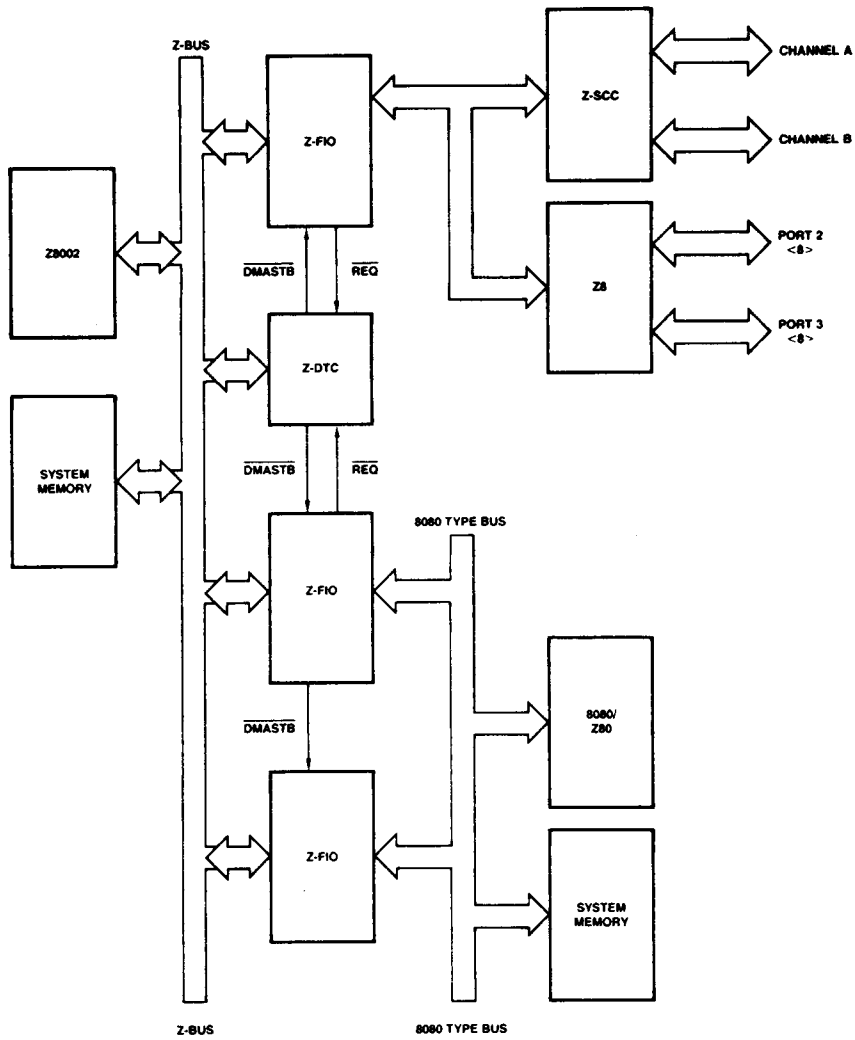 Z-BUS
Z-FIO
Z-SCC
CHANNEL A
CHANNEL B
Z8002
DMASTB
REQ
Z8
PORT 2
<8>
PORT 3
<8>
Z-DTC
SYSTEM
MEMORY
DMASTB
REQ
8080 TYPE BUS
Z-FIO
8080/
Z80
DMASTB
Z-FIO
SYSTEM
MEMORY
Z-BUS
8080 TYPE BUS